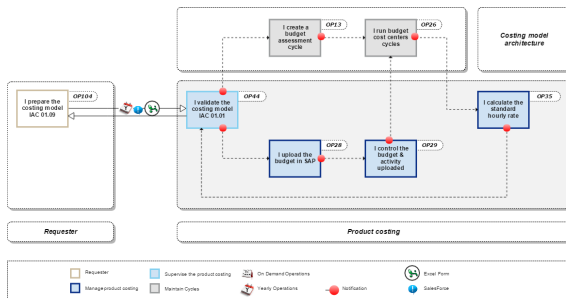 I create a
budget
assessment
cycle
OP13
I run budget
cost centers
cycles
OP26
Costing model
architecture
I prepare the
costing model
IAC 01.09
OP104
I validate the
costing model
IAC 01.01
OP44
I calculate the
standard
hourly rate
OP35
I upload the
budget in SAP
OP28
I control the
budget &
activity
uploaded
OP29
Requester
Product costing
Requester
Supervise the product costing
On Demand Operations
Excel Form
Manage product costing
Maintain Cycles
Yearly Operations
Notification
SalesForce